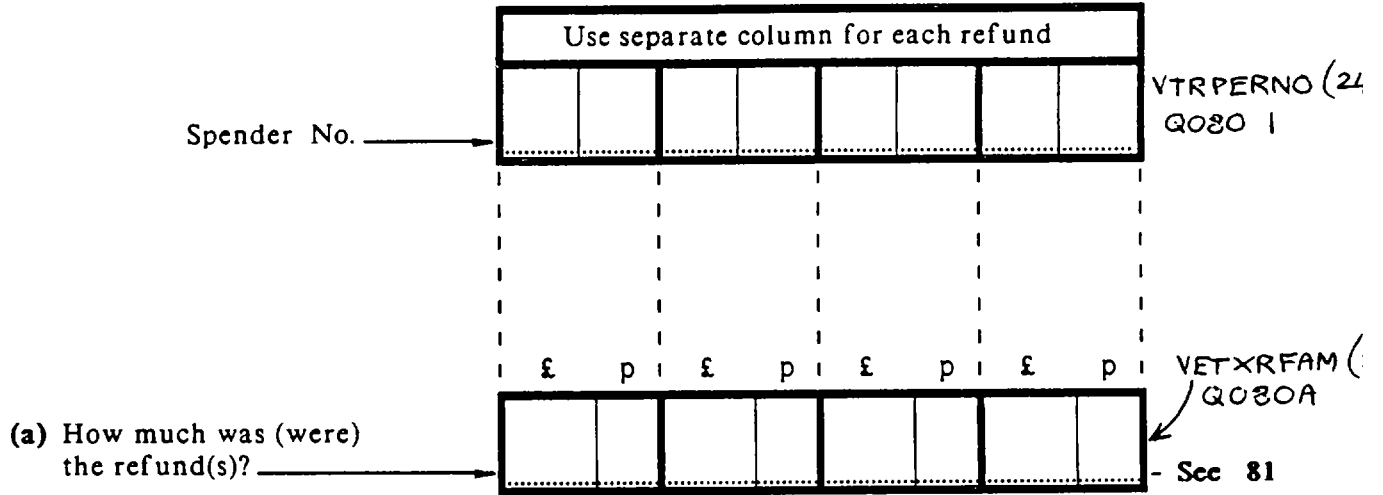 Use separate column for each refund
VTRPERNO (24
Q080 1
Spender No.
£ p £ p £ p £ p
VETXRFAM (
Q080A
(a) How much was (were)
the refund(s)?
- See 81